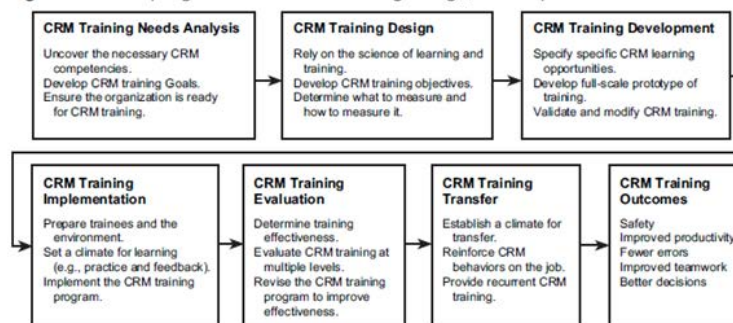 CRM Training Needs Analysis
Uncover the necessary CRM
competencies.
Develop CRM training Goals.
Ensure the organization is ready
for CRM training.
CRM Training Design
Rely on the science of learning and
training.
Develop CRM training objectives.
Determine what to measure and
how to measure it.
CRM Training Development
Specify specific CRM learning
opportunities.
Develop full-scale prototype of
training.
Validate and modify CRM training.
CRM Training
Implementation
Prepare trainees and the
environment.
Set a climate for learning
(e.g., practice and feedback).
Implement the CRM training
program.
CRM Training
Evaluation
Determine training
effectiveness.
Evaluate CRM training at
multiple levels.
Revise the CRM training
program to improve
effectiveness.
CRM Training
Transfer
Establish a climate for
transfer.
Reinforce CRM
behaviors on the job.
Provide recurrent CRM
training.
CRM Training
Outcomes
Safety
Improved productivity
Fewer errors
Improved teamwork
Better decisions